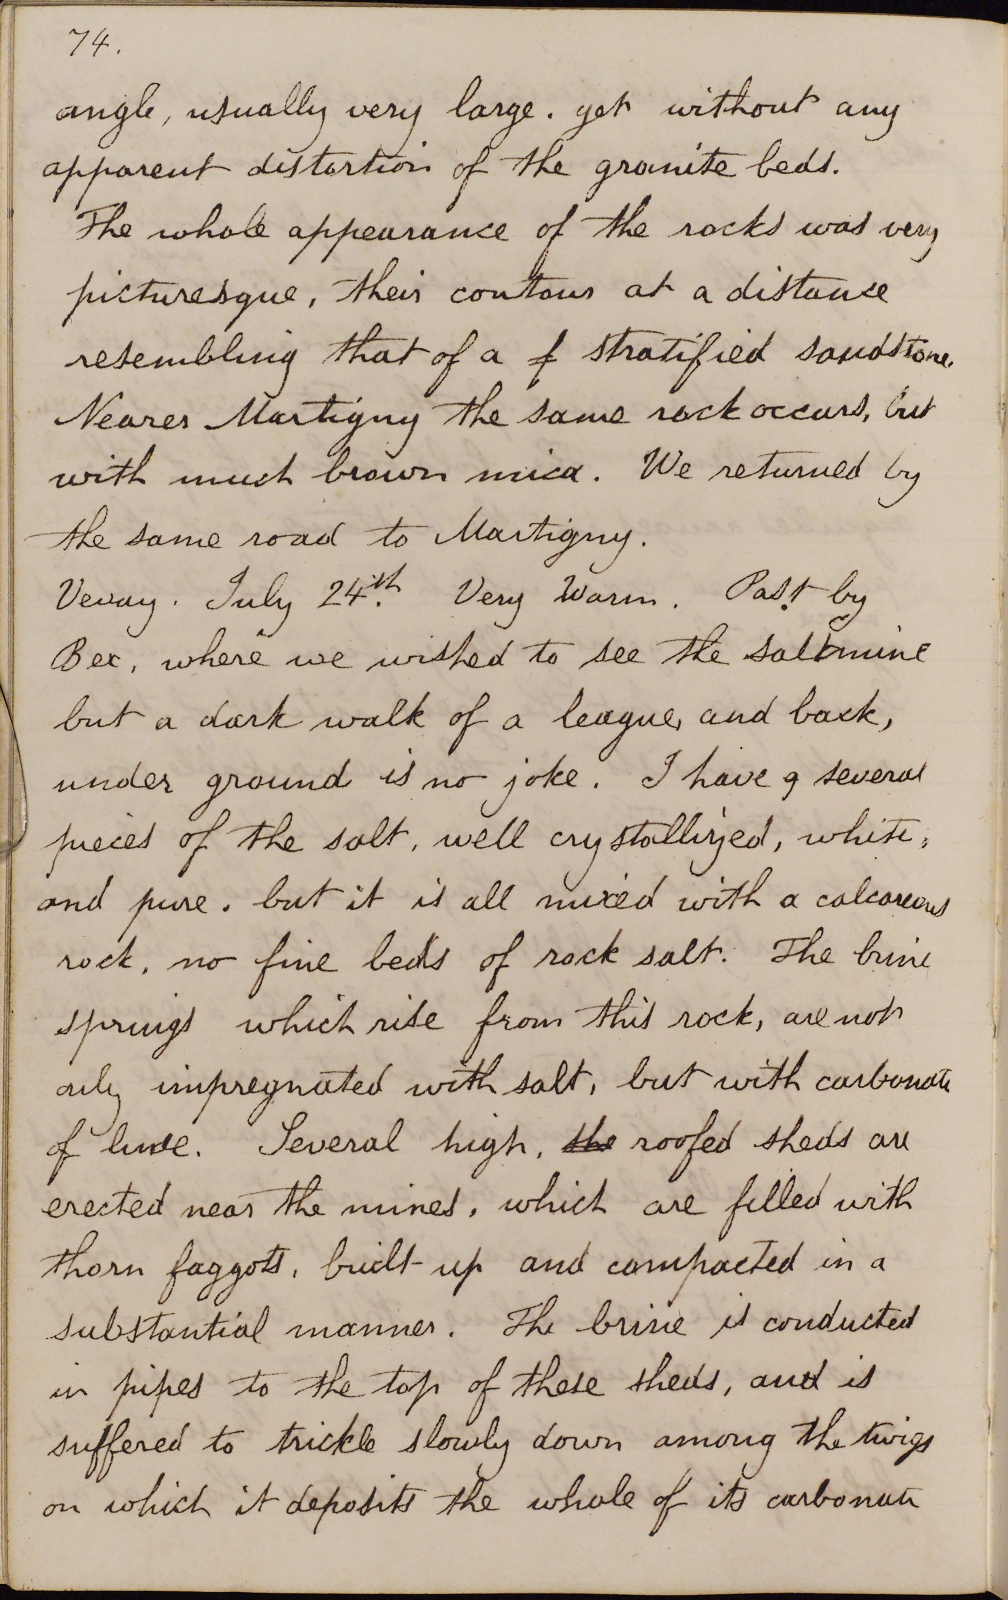 74.
angle, usually very large. yet without any
apparent distortion of the granite beds.
The whole appearance of the rocks was very
picturesque, their contour at a distance
resembling that of a f stratified sandstone.
Nearer Martigny the same rock occurs, but
with much brown mica. We returned by
the same road to Martigny.
Vevay. July 24th. Very Warm. Past by
Bex, where we wished to see the salt mine
but a dark walk of a league, and back,
under ground is no joke. I have g several
pieces of the salt, well crystallized, white,
and pure. but it is all mixed with a calcareous
rock, no fine beds of rock salt. The brine
springs which rise from this rock, are not
only impregnated with salt, but with carbonate
of lime. Several high, she roofed sheds are
erected near the mines, which are filled with
thorn faggots, built up and compacted in a
substantial manner. The brine is conducted
in pipes to the top of these sheds, and is
suffered to trickle slowly down among the twigs
on which it deposits the whole of its carbonate